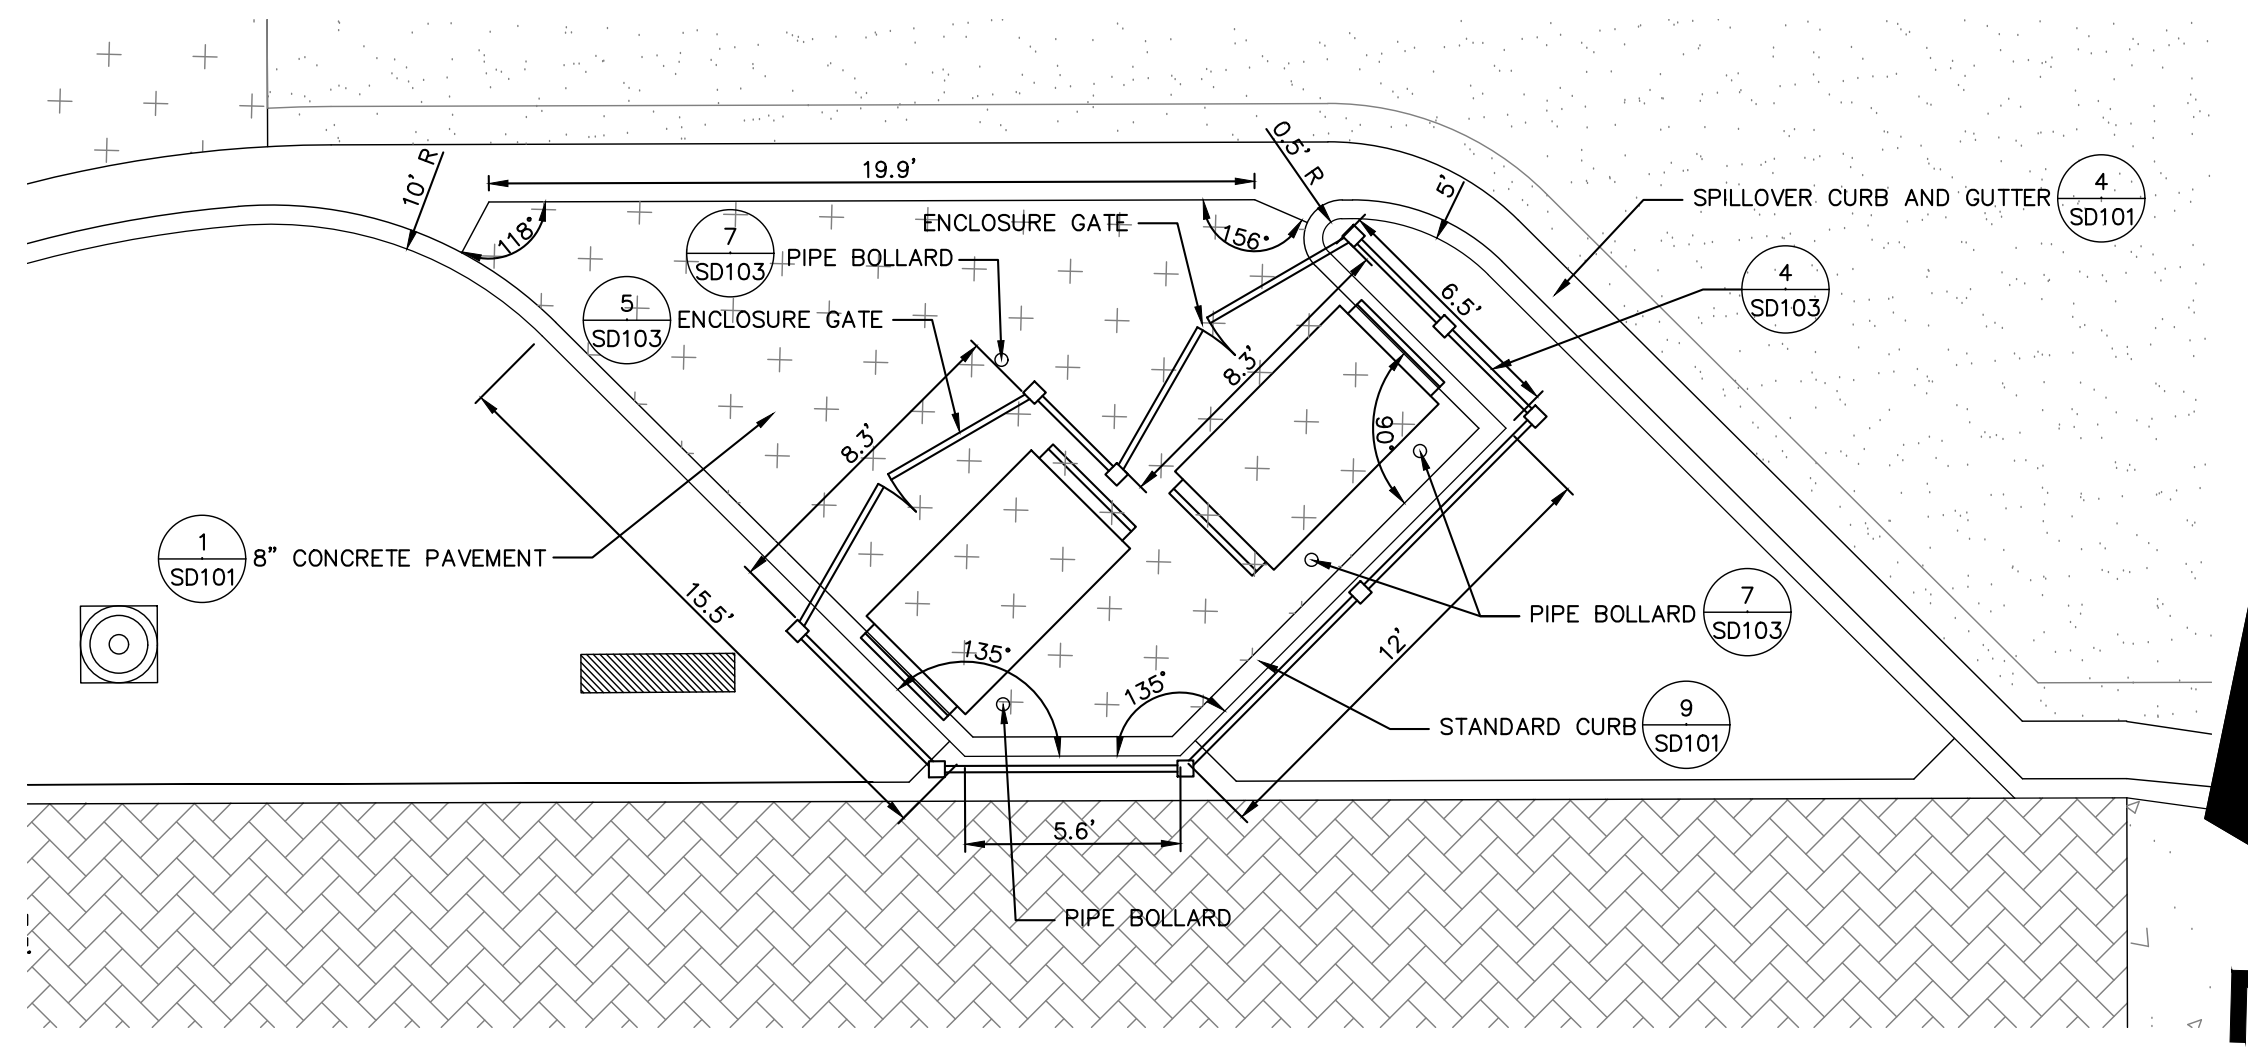 10' R
19.9'
0.5' R
5'
118°
156°
ENCLOSURE GATE
7
SD103
PIPE BOLLARD
SPILLOVER CURB AND GUTTER
4
SD101
4
SD103
5
SD103
ENCLOSURE GATE
6.5'
8.3'
8.3'
90°
1
SD101
8" CONCRETE PAVEMENT
15.5'
135°
135°
12'
PIPE BOLLARD
7
SD103
STANDARD CURB
9
SD101
5.6'
PIPE BOLLARD